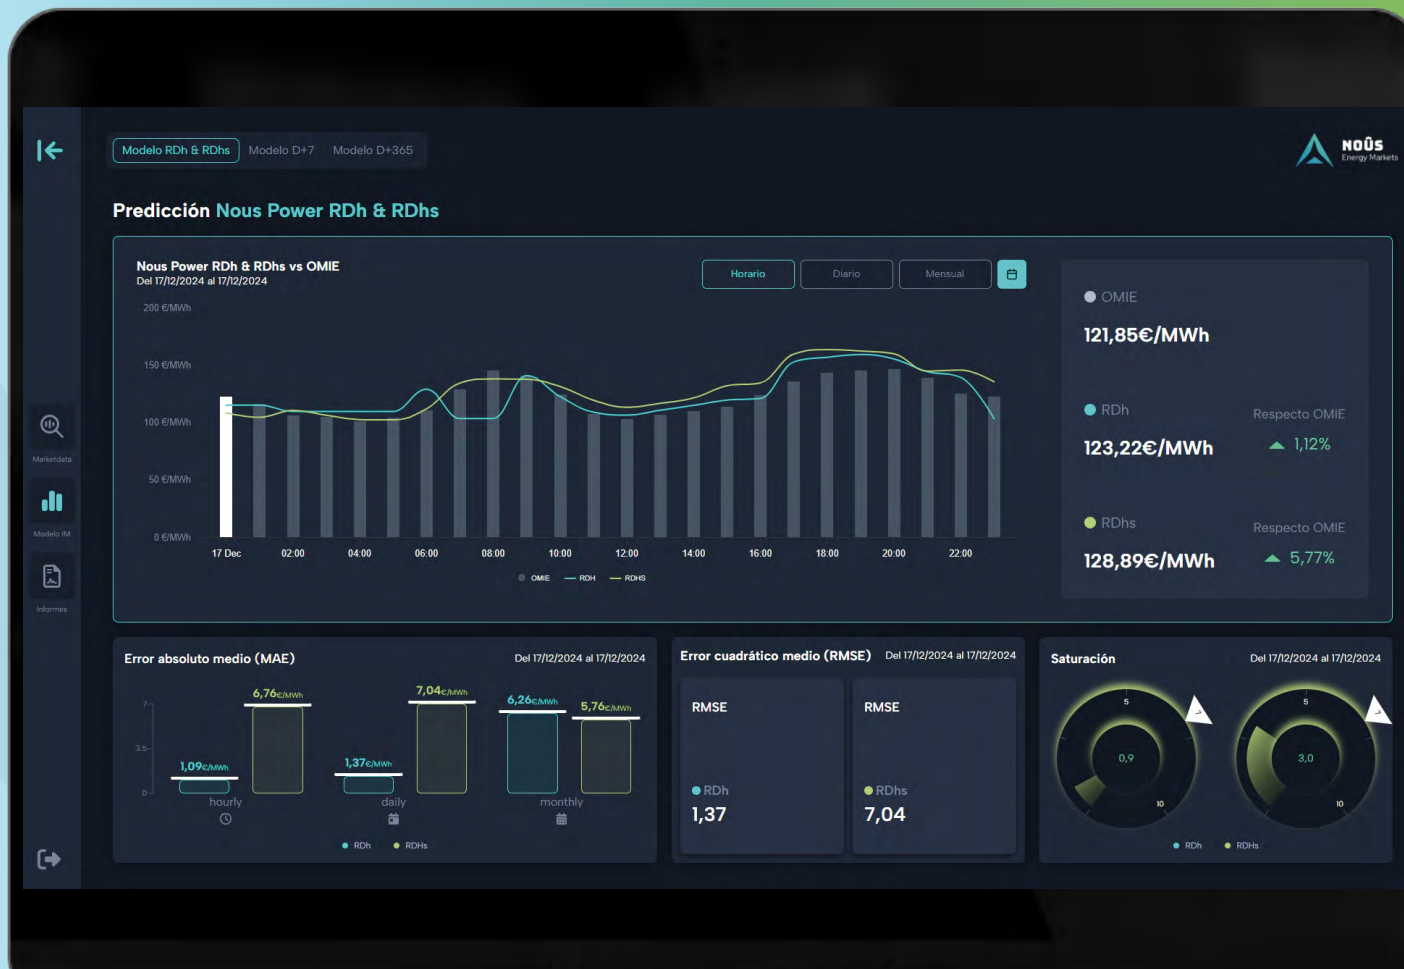 Modelo RDh & RDhs Modelo D+7 Modelo D+365
NOÛS
Energy Markets
Predicción Nous Power RDh & RDhs
Nous Power RDh & RDhs vs OMIE
Del 17/12/2024 al 17/12/2024
Horario Diario Mensual
200 €/MWh
150 €/MWh
100 €/MWh
50 €/MWh
0 €/MWh
17 Dec 02:00 04:00 06:00 08:00 10:00 12:00 14:00 16:00 18:00 20:00 22:00
OMIE RDH RDHS
OMIE
121,85€/MWh
RDh Respecto OMIE
123,22€/MWh 1,12%
RDhs Respecto OMIE
128,89€/MWh 5,77%
Marketdata
Modelo IM
Informes
Error absoluto medio (MAE) Del 17/12/2024 al 17/12/2024
7
3.5
0
1,09€/MWh 6,76€/MWh
1,37€/MWh 7,04€/MWh
6,26€/MWh 5,76€/MWh
hourly daily monthly
RDh RDHs
Error cuadrático medio (RMSE) Del 17/12/2024 al 17/12/2024
RMSE
RDh
1,37
RMSE
RDhs
7,04
Saturación Del 17/12/2024 al 17/12/2024
5
7
0,9
10
5
7
3,0
10
RDh RDHs